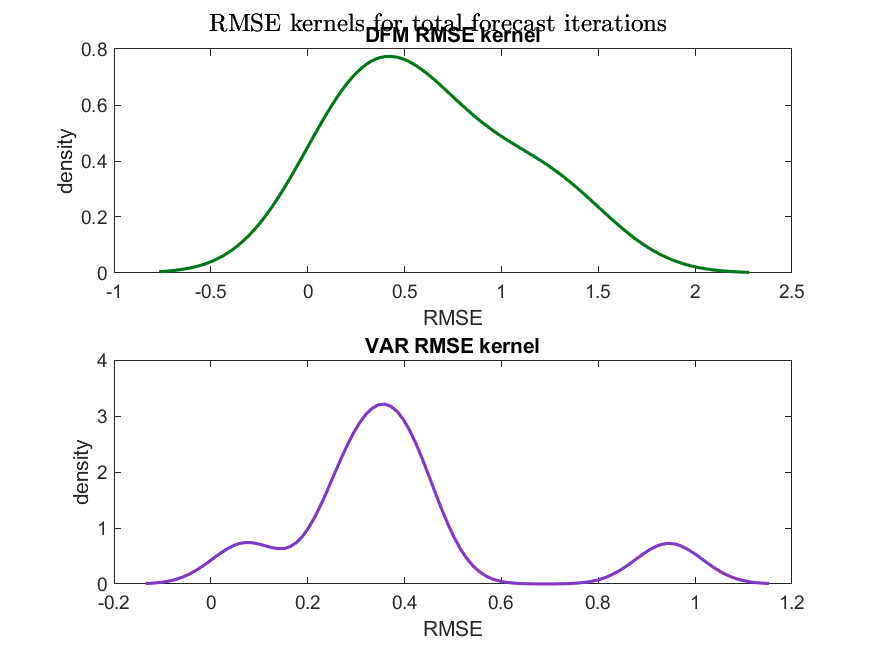 RMSE kernels for total forecast iterations
DFM RMSE kernel
0.8
0.6
0.4
0.2
0
density
-1 -0.5 0 0.5 1 1.5 2 2.5
RMSE
VAR RMSE kernel
4
3
2
1
0
density
-0.2 0 0.2 0.4 0.6 0.8 1 1.2
RMSE